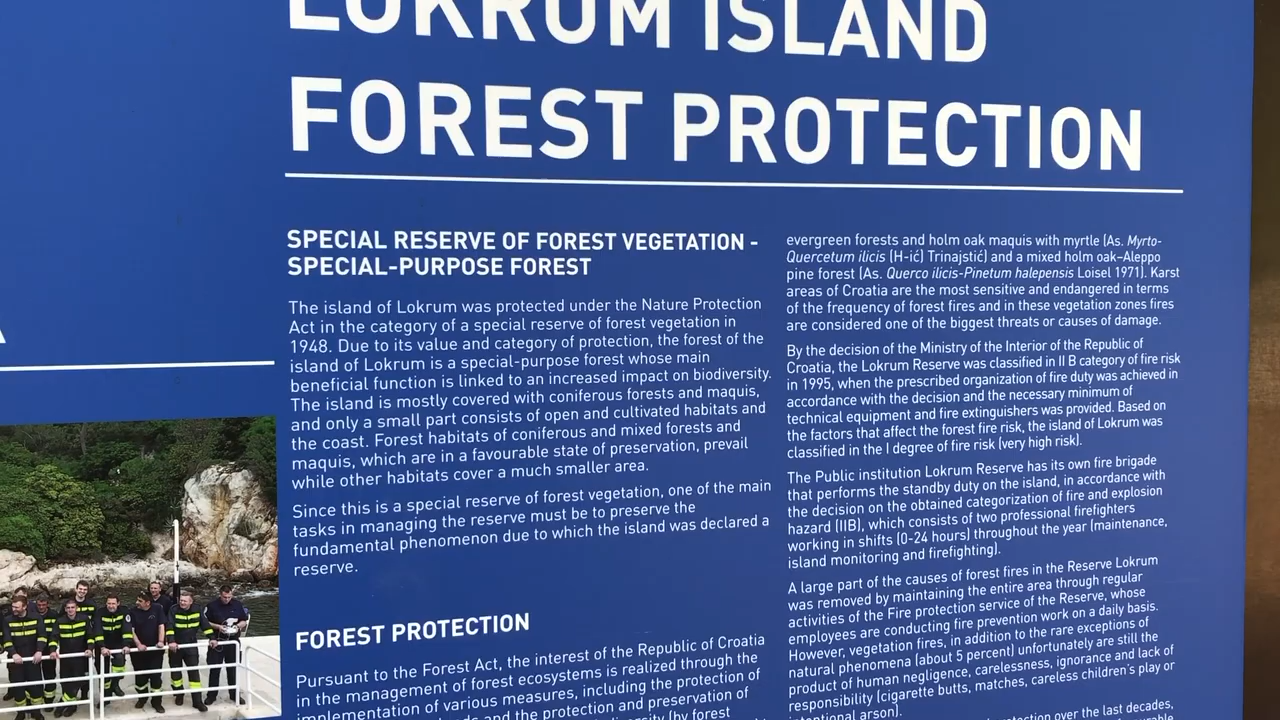 LOKRUM ISLAND
FOREST PROTECTION
SPECIAL RESERVE OF FOREST VEGETATION -
SPECIAL-PURPOSE FOREST
The island of Lokrum was protected under the Nature Protection
Act in the category of a special reserve of forest vegetation in
1948. Due to its value and category of protection, the forest of the
island of Lokrum is a special-purpose forest whose main
beneficial function is linked to an increased impact on biodiversity.
The island is mostly covered with coniferous forests and maquis,
and only a small part consists of open and cultivated habitats and
the coast. Forest habitats of coniferous and mixed forests and
maquis, which are in a favourable state of preservation, prevail
while other habitats cover a much smaller area.
Since this is a special reserve of forest vegetation, one of the main
tasks in managing the reserve must be to preserve the
fundamental phenomenon due to which the island was declared a
reserve.
FOREST PROTECTION
Pursuant to the Forest Act, the interest of the Republic of Croatia
in the management of forest ecosystems is realized through the
implementation of various measures, including the protection of
and the protection and preservation of
(by forest
evergreen forests and holm oak maquis with myrtle (As. Myrto-
Quercetum ilicis (H-ić) Trinajstić) and a mixed holm oak–Aleppo
pine forest (As. Querco ilicis-Pinetum halepensis Loisel 1971). Karst
areas of Croatia are the most sensitive and endangered in terms
of the frequency of forest fires and in these vegetation zones fires
are considered one of the biggest threats or causes of damage.
By the decision of the Ministry of the Interior of the Republic of
Croatia, the Lokrum Reserve was classified in II B category of fire risk
in 1995, when the prescribed organization of fire duty was achieved in
accordance with the decision and the necessary minimum of
technical equipment and fire extinguishers was provided. Based on
the factors that affect the forest fire risk, the island of Lokrum was
classified in the I degree of fire risk (very high risk).
The Public institution Lokrum Reserve has its own fire brigade
that performs the standby duty on the island, in accordance with
the decision on the obtained categorization of fire and explosion
hazard (IIB), which consists of two professional firefighters
working in shifts (0-24 hours) throughout the year (maintenance,
island monitoring and firefighting).
A large part of the causes of forest fires in the Reserve Lokrum
was removed by maintaining the entire area through regular
activities of the Fire protection service of the Reserve, whose
employees are conducting fire prevention work on a daily basis.
However, vegetation fires, in addition to the rare exceptions of
natural phenomena (about 5 percent) unfortunately are still the
product of human negligence, carelessness, ignorance and lack of
responsibility (cigarette butts, matches, careless children's play or
intentional arson).
over the last decades,